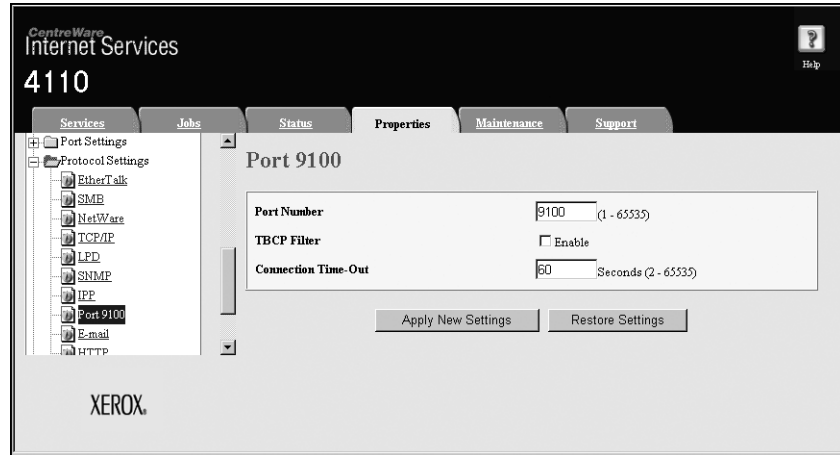 CentreWare
Internet Services
4110
Help
Services Jobs Status Properties Maintenance Support
Port Settings
Protocol Settings
EtherTalk
SMB
NetWare
TCP/IP
LPD
SNMP
IPP
Port 9100
E-mail
HTTP
Port 9100
Port Number 9100 (1 - 65535)
TBCP Filter Enable
Connection Time-Out 60 Seconds (2 - 65535)
Apply New Settings Restore Settings
XEROX®